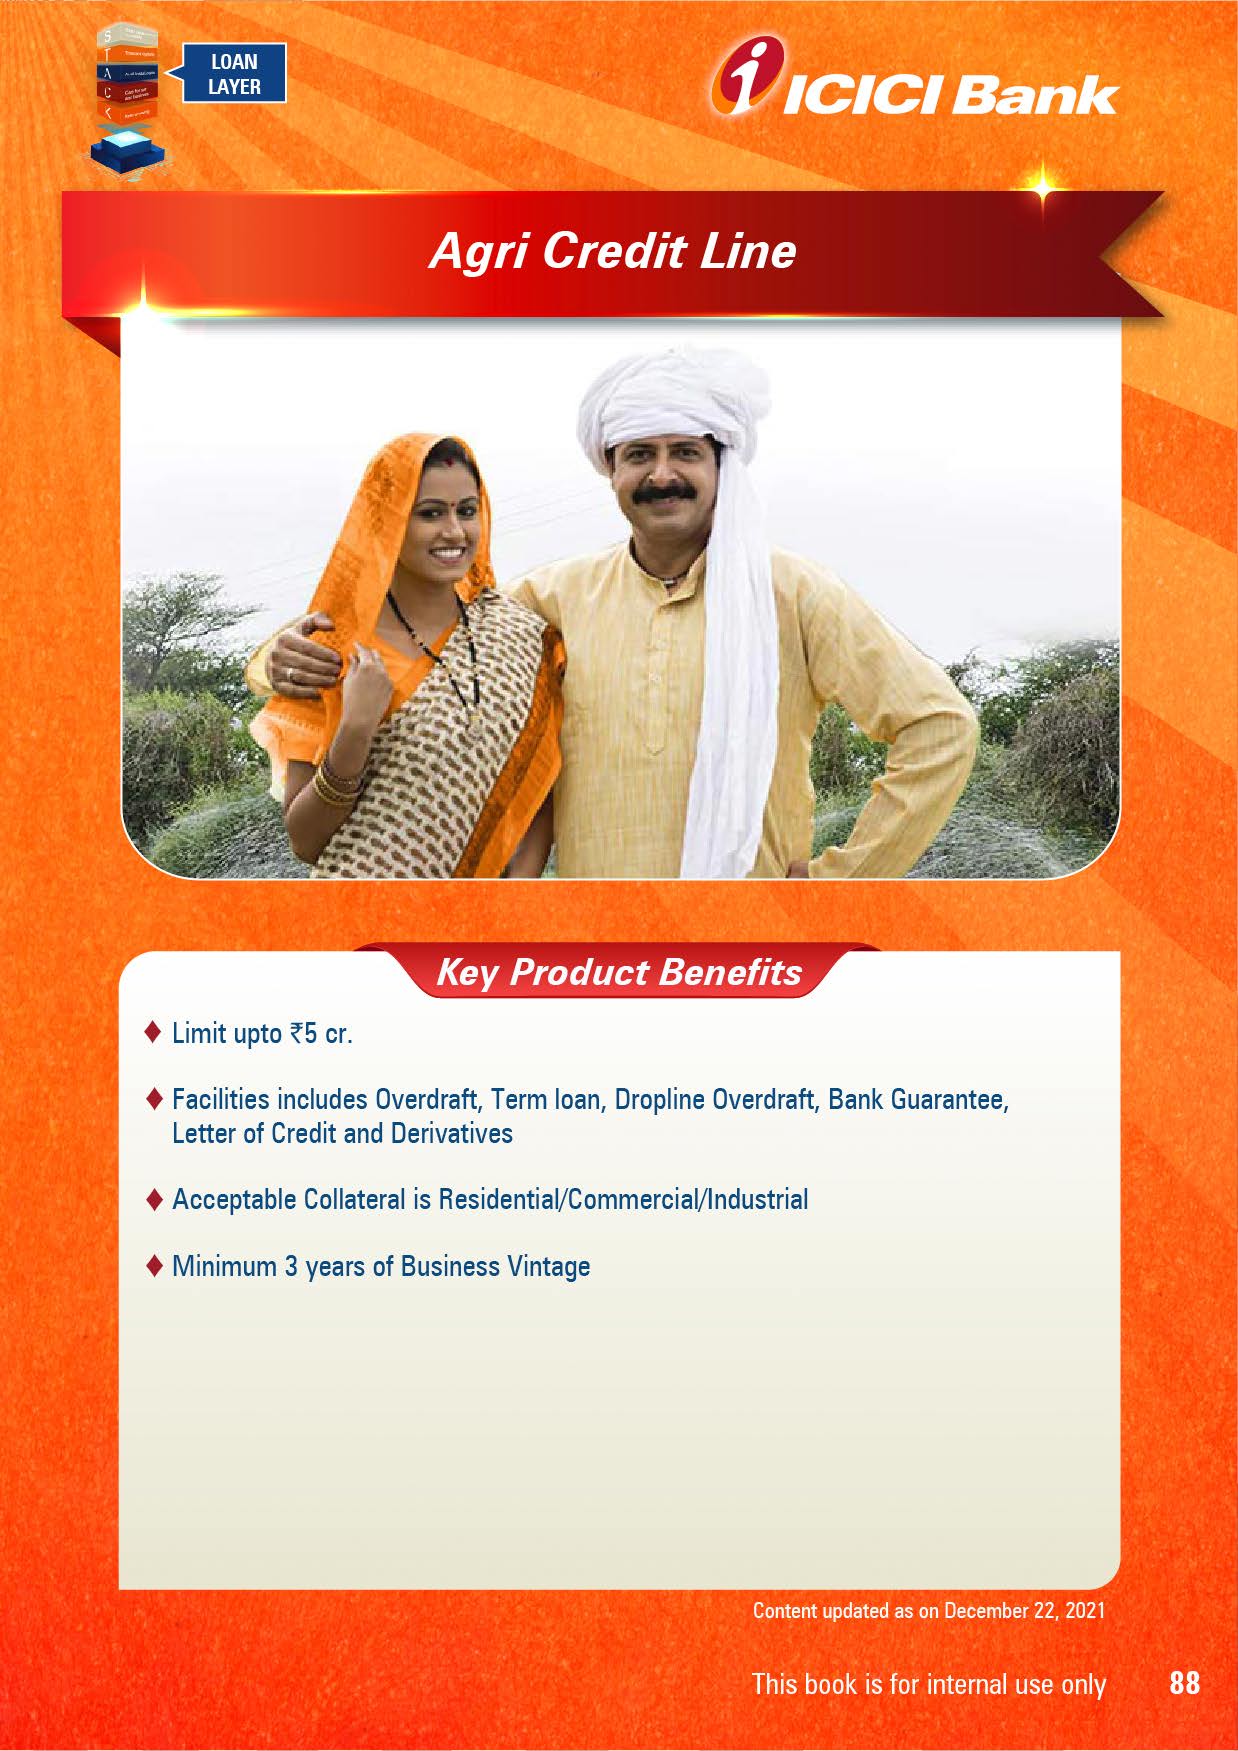 S
T
A
C
K
LOAN
LAYER
i ICICI Bank
Agri Credit Line
Key Product Benefits
♦ Limit upto ₹5 cr.
♦ Facilities includes Overdraft, Term loan, Dropline Overdraft, Bank Guarantee,
Letter of Credit and Derivatives
♦ Acceptable Collateral is Residential/Commercial/Industrial
♦ Minimum 3 years of Business Vintage
Content updated as on December 22, 2021
This book is for internal use only 88